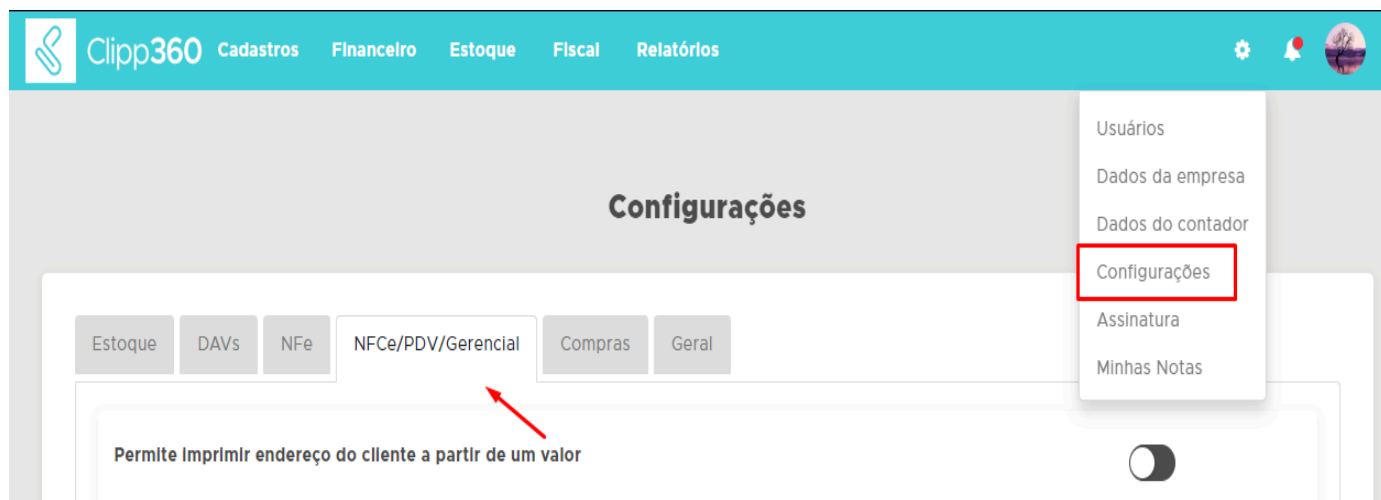 Clipp360 Cadastros Financeiro Estoque Fiscal Relatórios
Usuários
Dados da empresa
Dados do contador
Configurações
Assinatura
Minhas Notas
Configurações
Estoque DAVs NFe NFCe/PDV/Gerencial Compras Geral
Permite imprimir endereço do cliente a partir de um valor